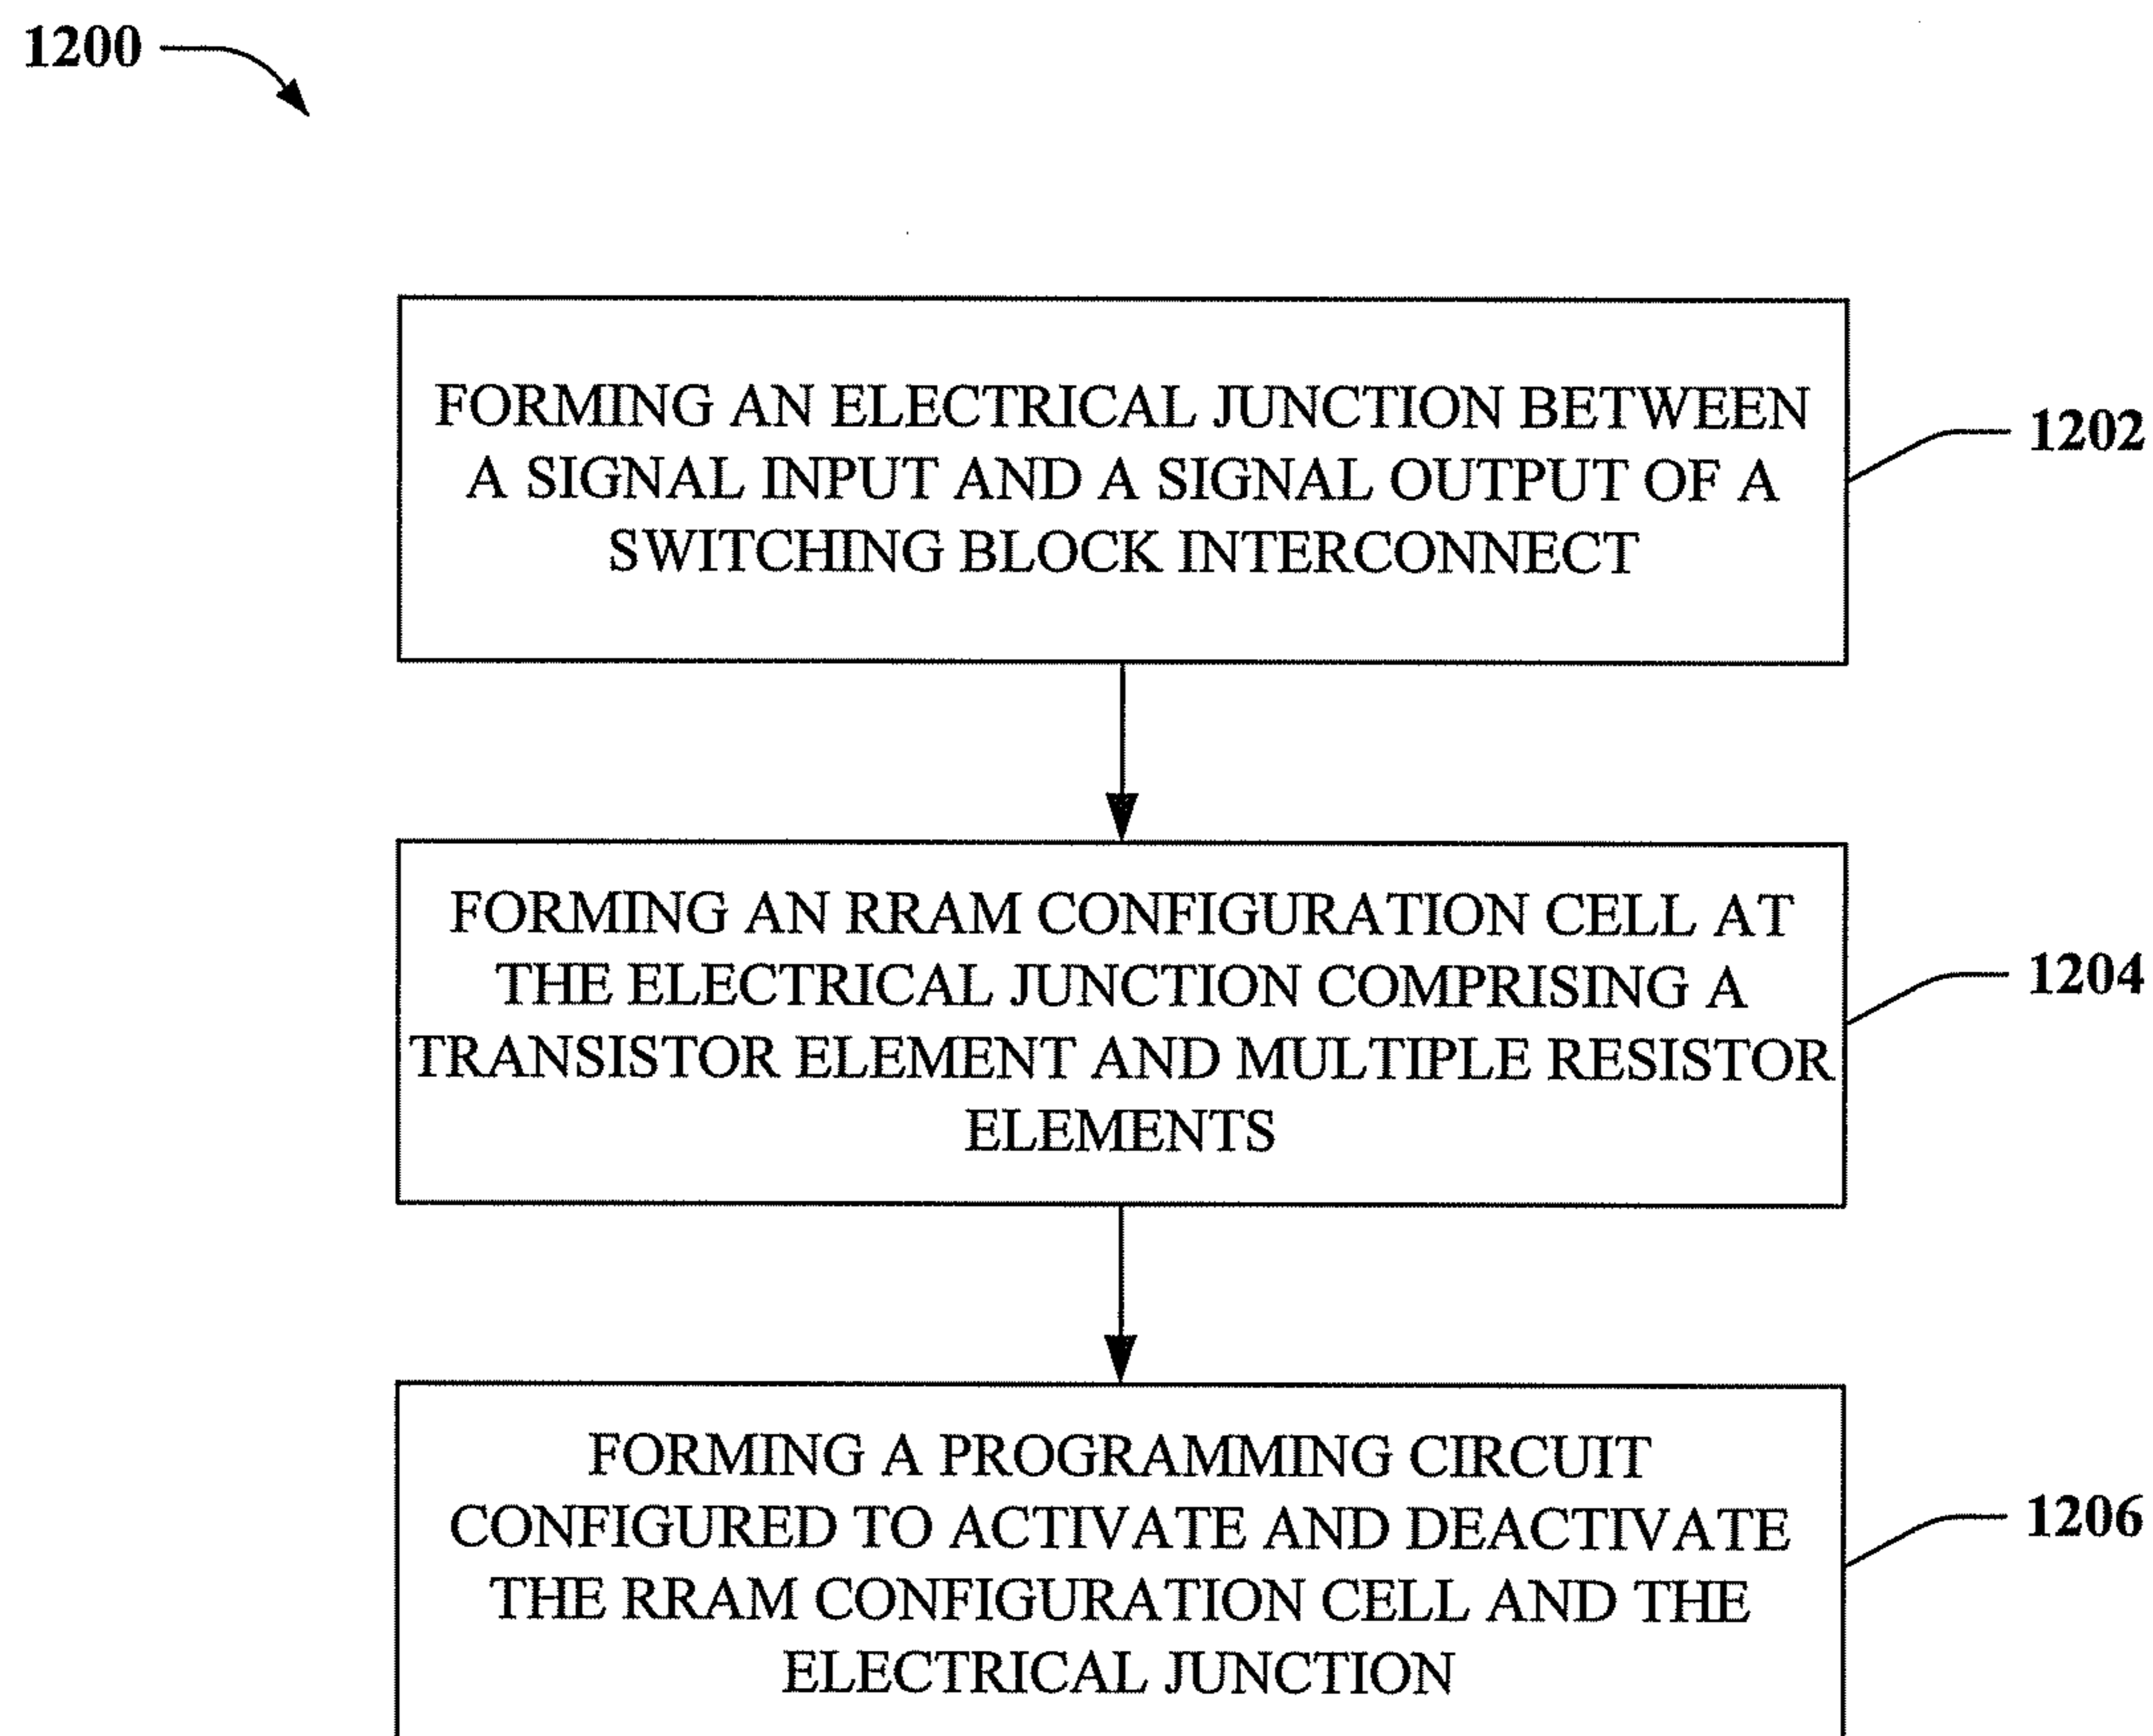 1200
FORMING AN ELECTRICAL JUNCTION BETWEEN
A SIGNAL INPUT AND A SIGNAL OUTPUT OF A
SWITCHING BLOCK INTERCONNECT
1202
FORMING AN RRAM CONFIGURATION CELL AT
THE ELECTRICAL JUNCTION COMPRISING A
TRANSISTOR ELEMENT AND MULTIPLE RESISTOR
ELEMENTS
1204
FORMING A PROGRAMMING CIRCUIT
CONFIGURED TO ACTIVATE AND DEACTIVATE
THE RRAM CONFIGURATION CELL AND THE
ELECTRICAL JUNCTION
1206